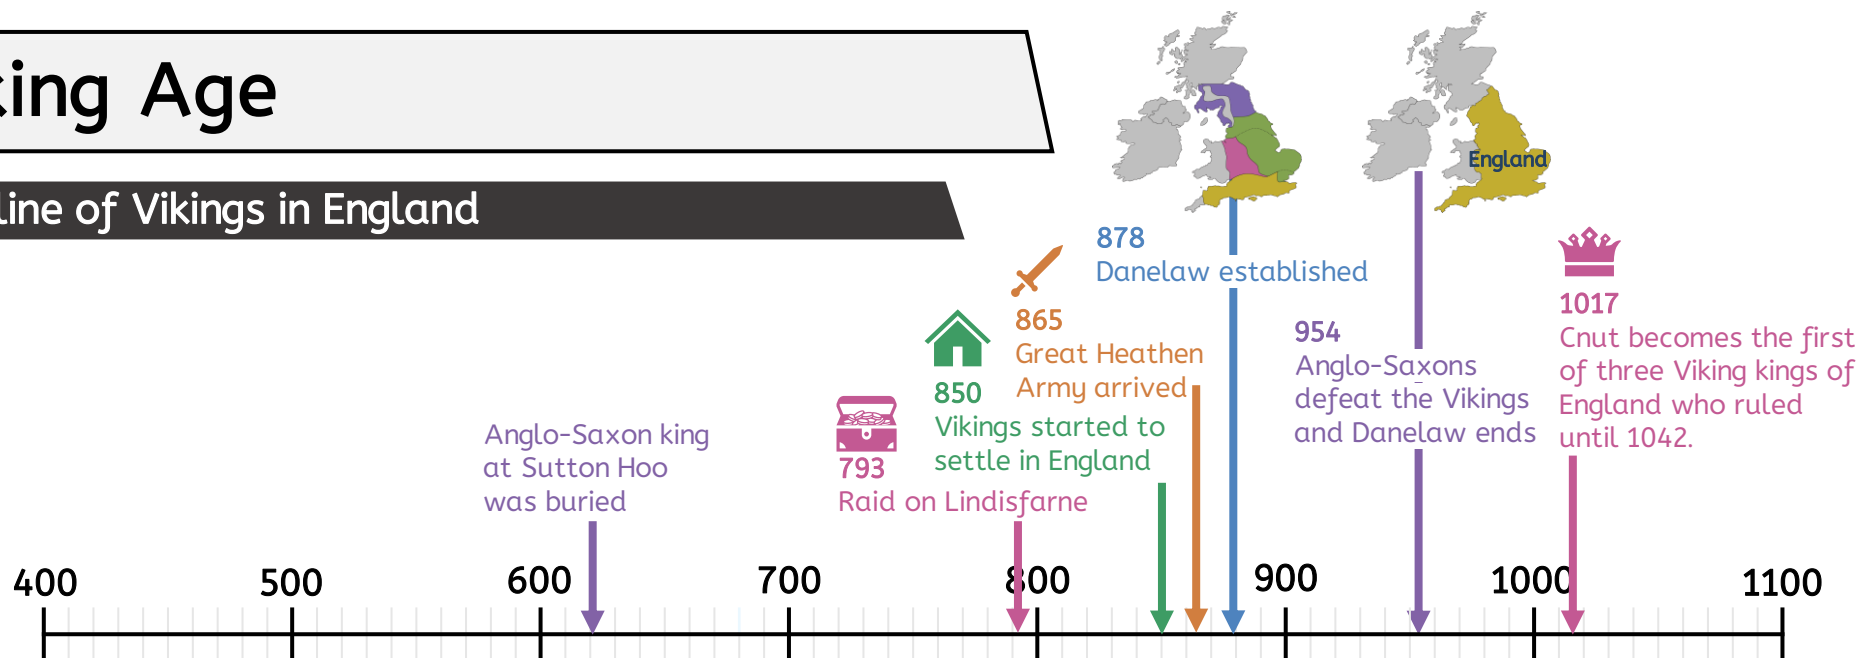 king Age
line of Vikings in England
England
878
Danelaw established
865
Great Heathen
Army arrived
850
Vikings started to
settle in England
793
Raid on Lindisfarne
Anglo-Saxon king
at Sutton Hoo
was buried
954
Anglo-Saxons
defeat the Vikings
and Danelaw ends
1017
Cnut becomes the first
of three Viking kings of
England who ruled
until 1042.
400 500 600 700 800 900 1000 1100